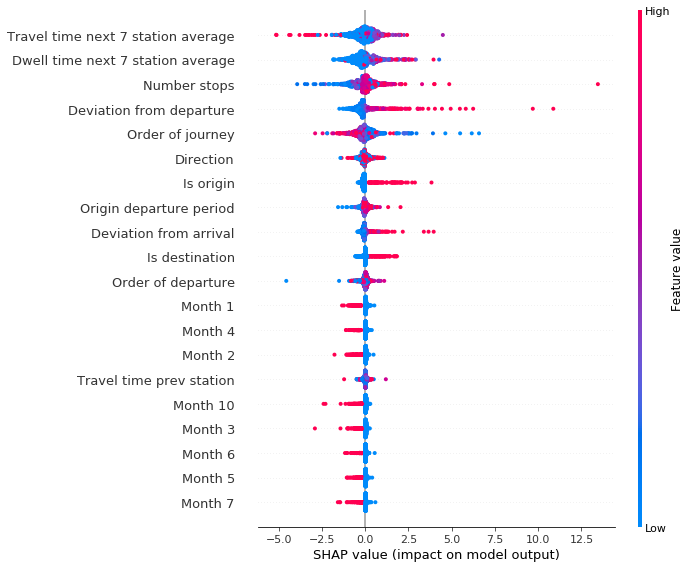 High
Travel time next 7 station average
Dwell time next 7 station average
Number stops
Deviation from departure
Order of journey
Direction
Is origin
Origin departure period
Deviation from arrival
Is destination
Order of departure
Month 1
Month 4
Month 2
Travel time prev station
Month 10
Month 3
Month 6
Month 5
Month 7
Feature value
Low
−5.0 −2.5 0.0 2.5 5.0 7.5 10.0 12.5
SHAP value (impact on model output)